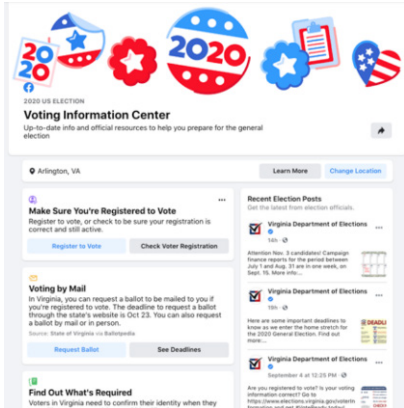 20
20
2020
2020 US ELECTION
Voting Information Center
Up-to-date info and official resources to help you prepare for the general
election
Arlington, VA
Learn More
Change Location
Make Sure You're Registered to Vote
Register to vote, or check to be sure your registration is
correct and still active.
Register to Vote
Check Voter Registration
Voting by Mail
In Virginia, you can request a ballot to be mailed to you if
you're registered to vote. The deadline to request a ballot
through the state's website is Oct 23. You can also request
a ballot by mail or in person.
Source: State of Virginia via Ballotpedia
Request Ballot
See Deadlines
Find Out What's Required
Voters in Virginia need to confirm their identity when they
Recent Election Posts
Get the latest from election officials.
Virginia Department of Elections
14h
Attention Nov. 3 candidates! Campaign
finance reports for the period between
July 1 and Aug. 31 are in one week, on
Sept. 15. More info:...
Virginia Department of Elections
19h
Here are some important deadlines to
know as we enter the home stretch for
the 2020 General Election. Find out
more:...
DEADLI
Virginia Department of Elections
September 4 at 12:25 PM
Are you registered to vote? Is your voting
information correct? Go to
https://www.elections.virginia.gov/voterin